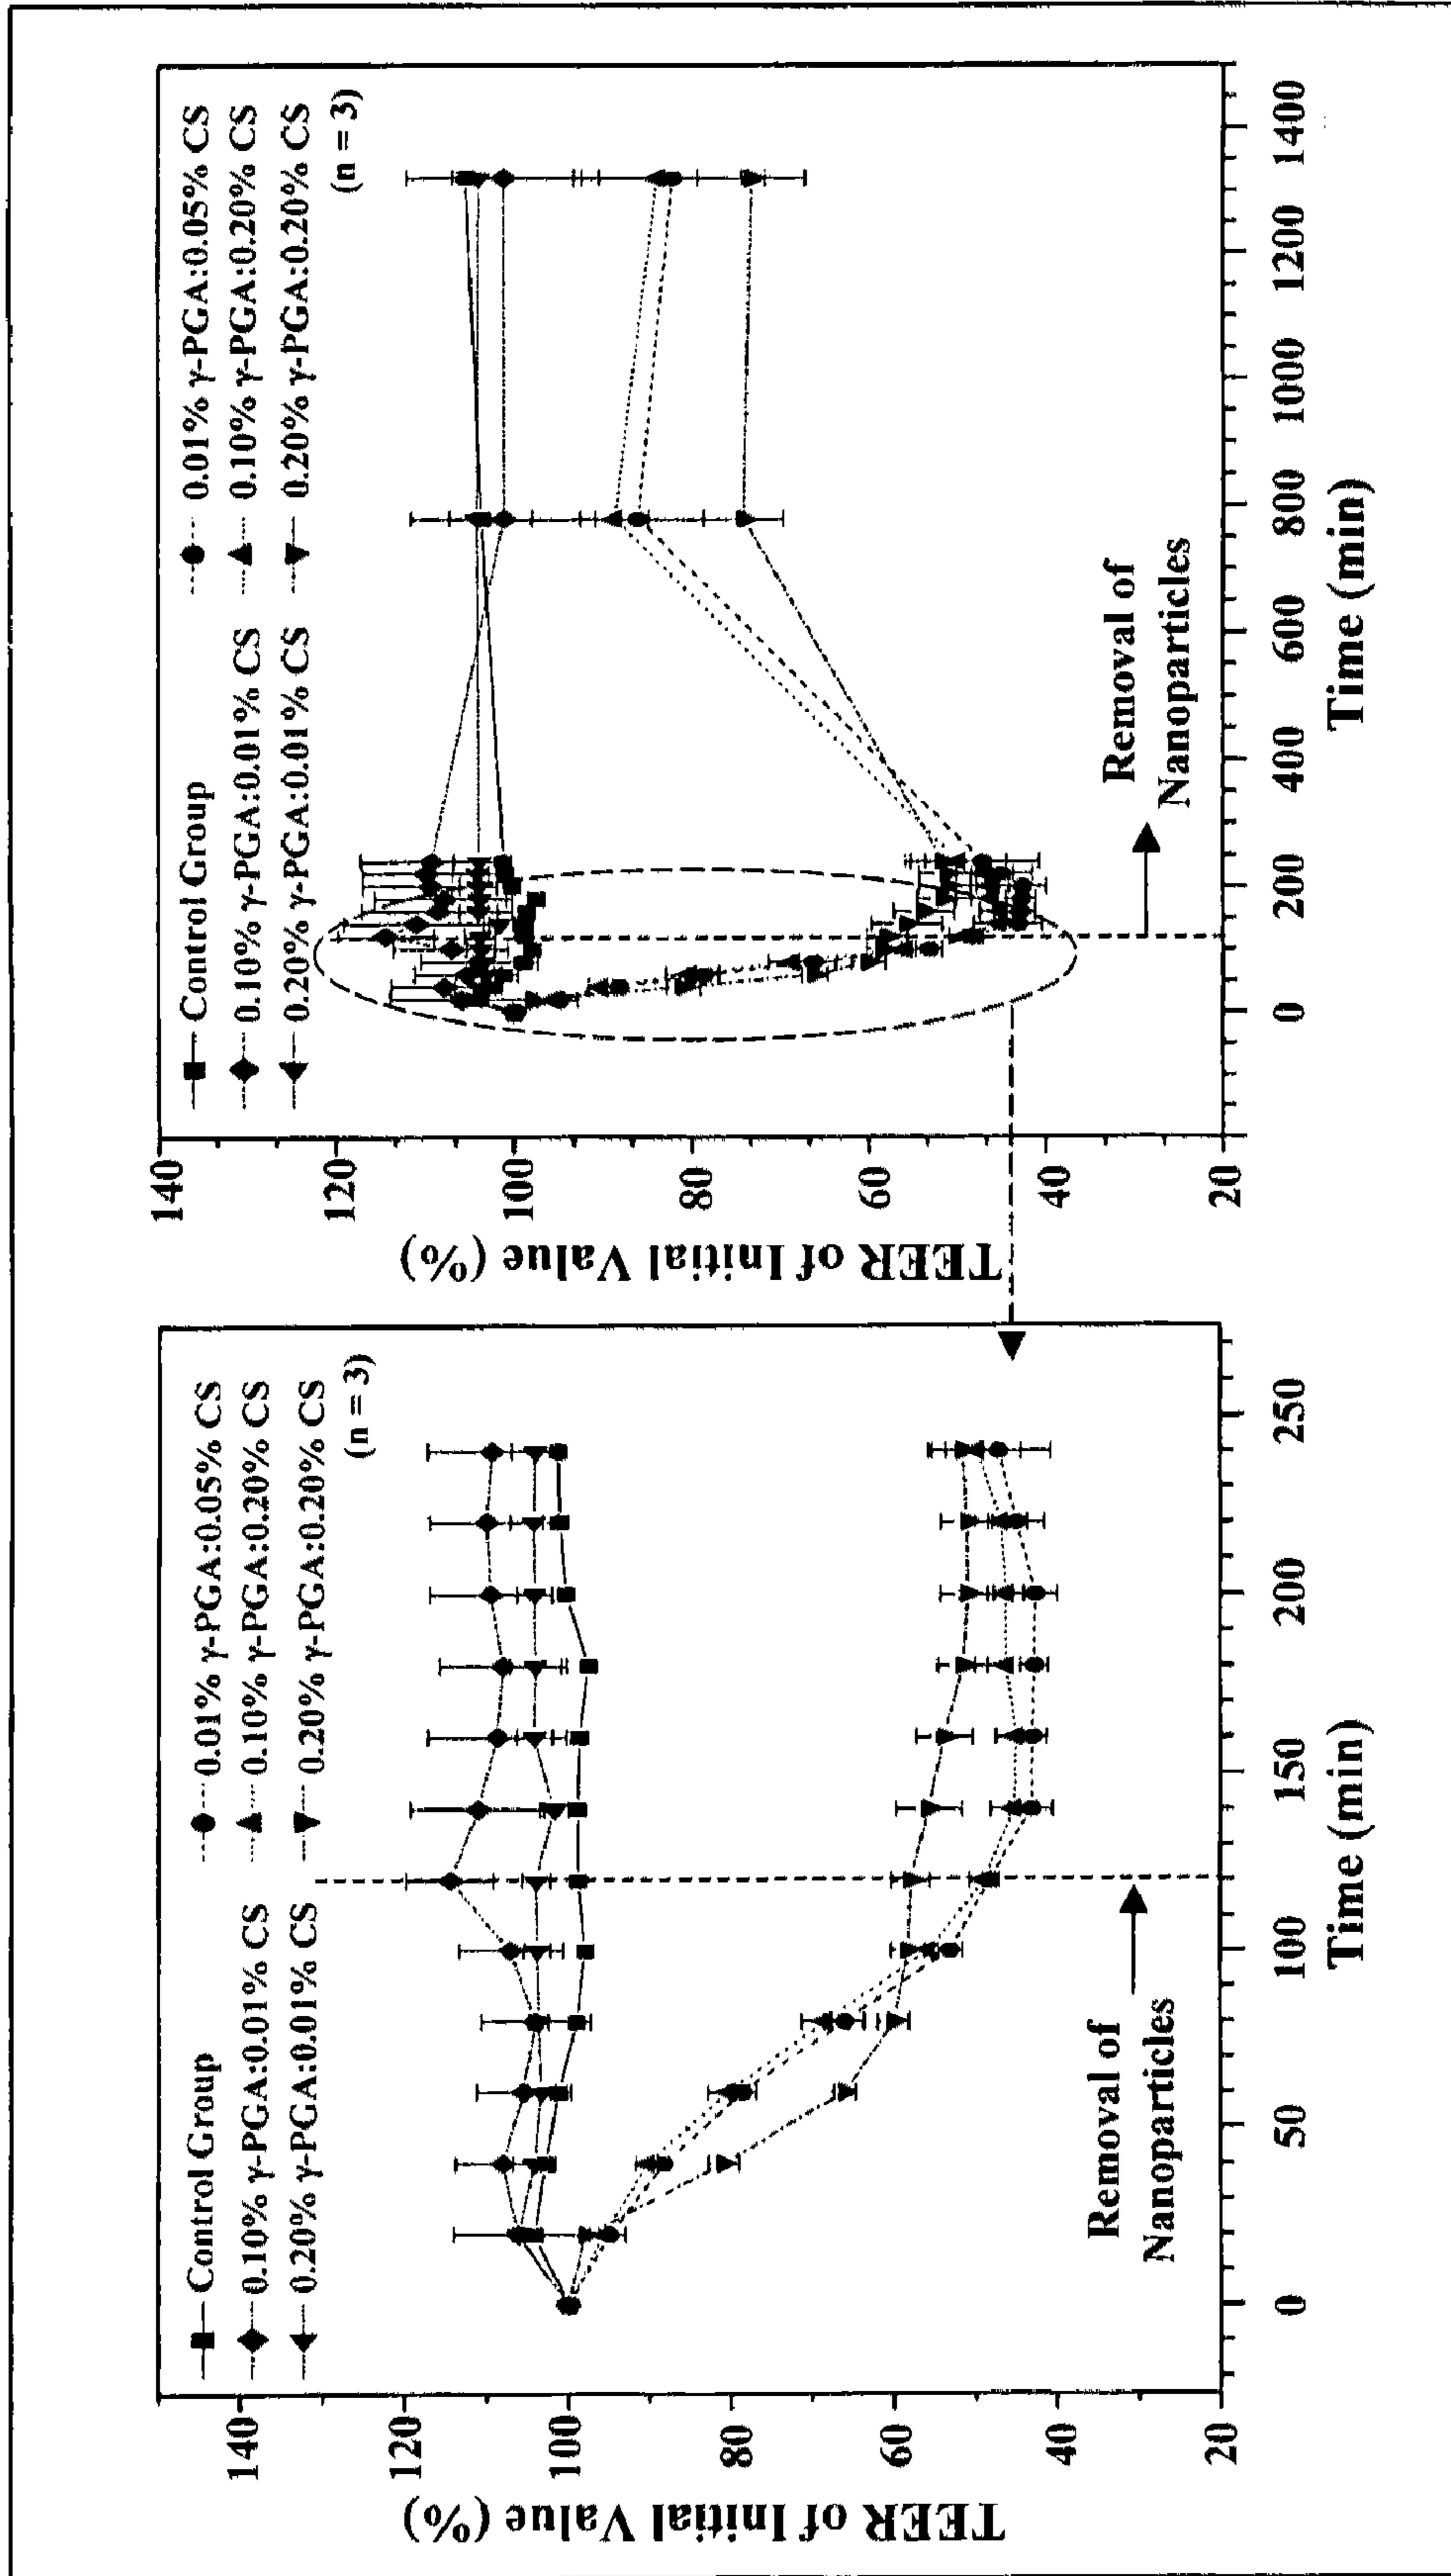 Control Group
0.01% γ-PGA:0.05% CS
0.10% γ-PGA:0.01% CS
0.10% γ-PGA:0.20% CS
0.20% γ-PGA:0.01% CS
0.20% γ-PGA:0.20% CS
(n = 3)
TEER of Initial Value (%)
140
120
100
80
60
40
20
Removal of
Nanoparticles
0
50
100
150
200
250
Time (min)
Control Group
0.01% γ-PGA:0.05% CS
0.10% γ-PGA:0.01% CS
0.10% γ-PGA:0.20% CS
0.20% γ-PGA:0.01% CS
0.20% γ-PGA:0.20% CS
(n = 3)
TEER of Initial Value (%)
140
120
100
80
60
40
20
Removal of
Nanoparticles
0
200
400
600
800
1000
1200
1400
Time (min)